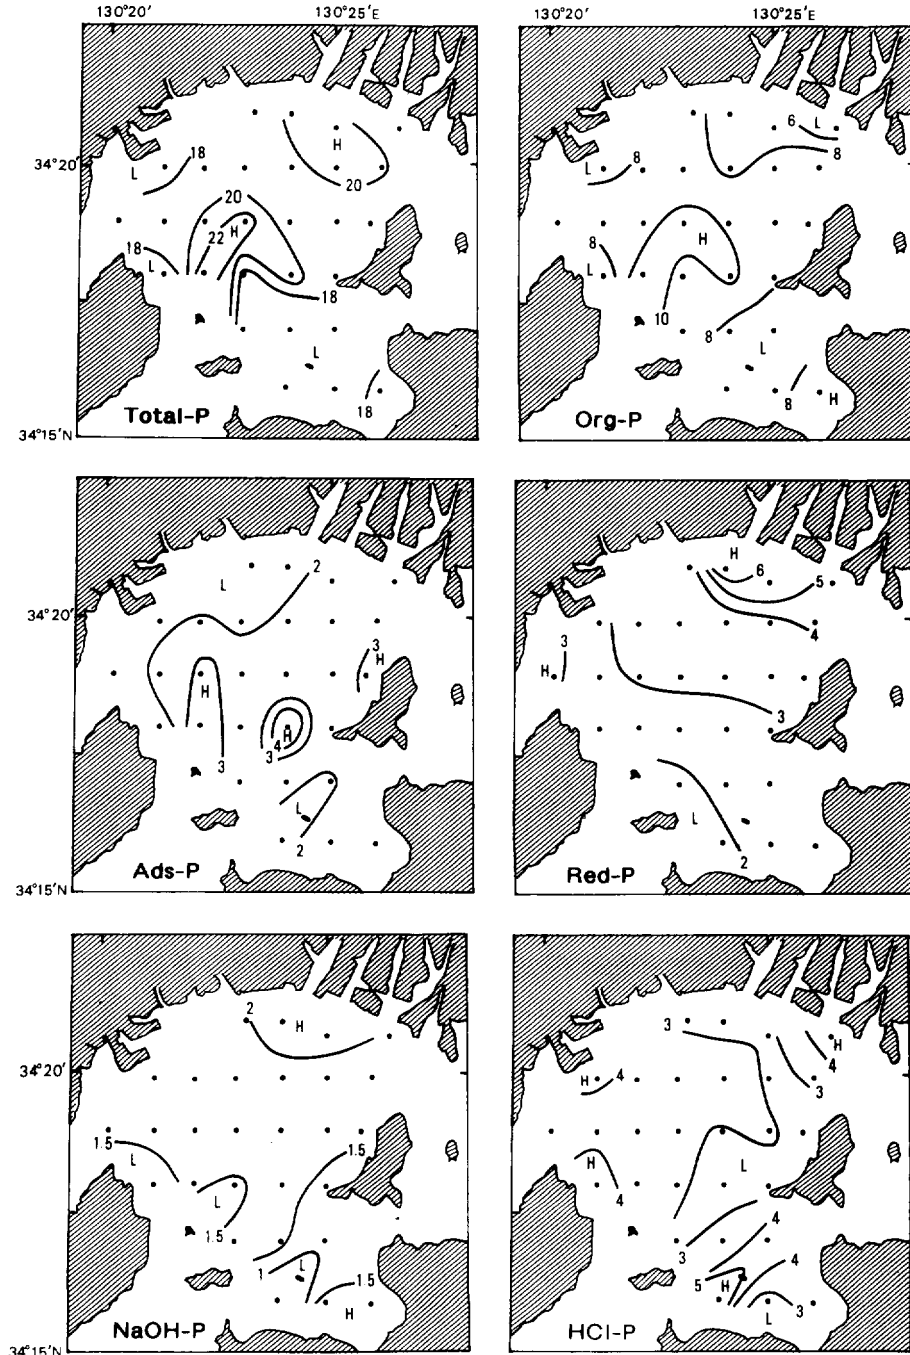 130°20′ 130°25′E 130°20′ 130°25′E
H
6 L
34°20′ L 18 20 L 8 8
20
22 H H
18 L 8
18 10 8
L L
18 8 H
Total-P Org-P
34°15′N
2 H 6 5
L
34°20′ 4
3 H 3
H H
4 H 3
3 3
L L
2 2
Ads-P Red-P
34°15′N
2 H 3 H
4
34°20′ H 4 3
1.5 L 1.5 H
L L
4
1.5 4
3 4
1 L 1.5 5 H
H L 3
NaOH-P HCl-P
34°15′N